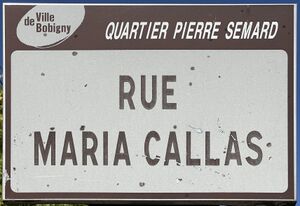 Ville
de Bobigny
QUARTIER PIERRE SEMARD
RUE
MARIA CALLAS